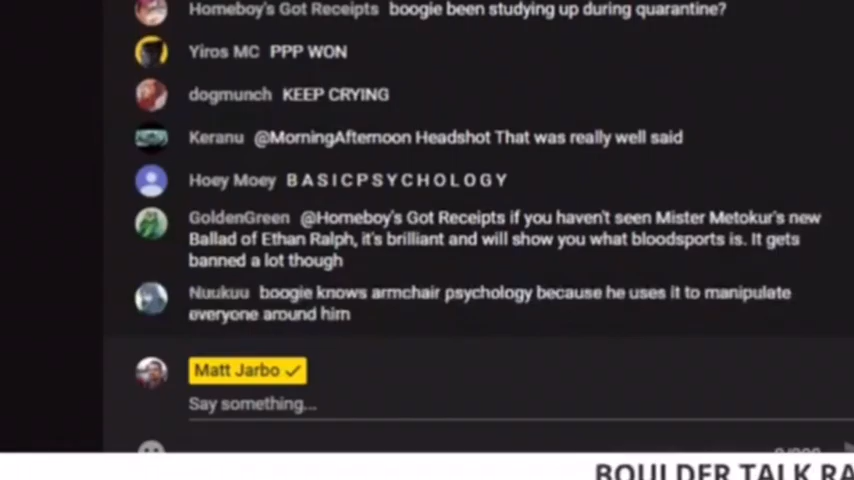 Homeboy's Got Receipts boogie been studying up during quarantine?
Yiros MC PPP WON
dogmunch KEEP CRYING
Keranu @MorningAfternoon Headshot That was really well said
Hoey Moey B A S I C P S Y C H O L O G Y
GoldenGreen @Homeboy's Got Receipts if you haven't seen Mister Metokur's new
Ballad of Ethan Ralph, it's brilliant and will show you what bloodsports is. It gets
banned a lot though
Nuukuu boogie knows armchair psychology because he uses it to manipulate
everyone around him
Matt Jarbo ✓
Say something...
BOULDER TALK RA